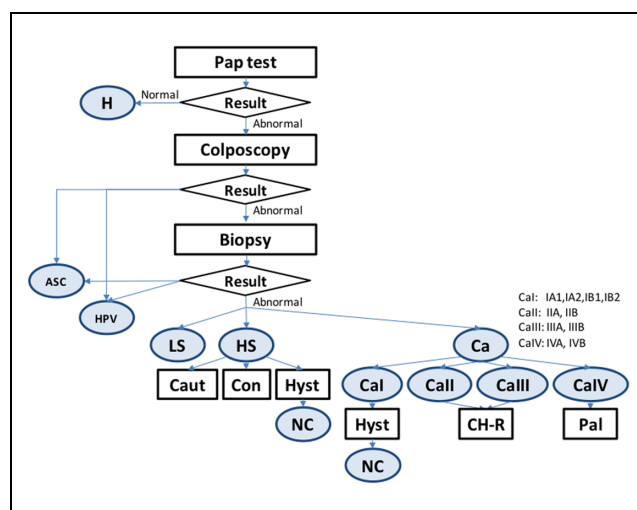 Pap test
H
Normal
Result
Abnormal
Colposcopy
Result
Abnormal
Biopsy
ASC
Result
HPV
Abnormal
CaI: IA1,IA2,IB1,IB2
CaII: IIA, IIB
CaIII: IIIA, IIIB
CaIV: IVA, IVB
LS
HS
Ca
Caut
Con
Hyst
CaI
CaII
CaIII
CaIV
NC
Hyst
CH-R
Pal
NC